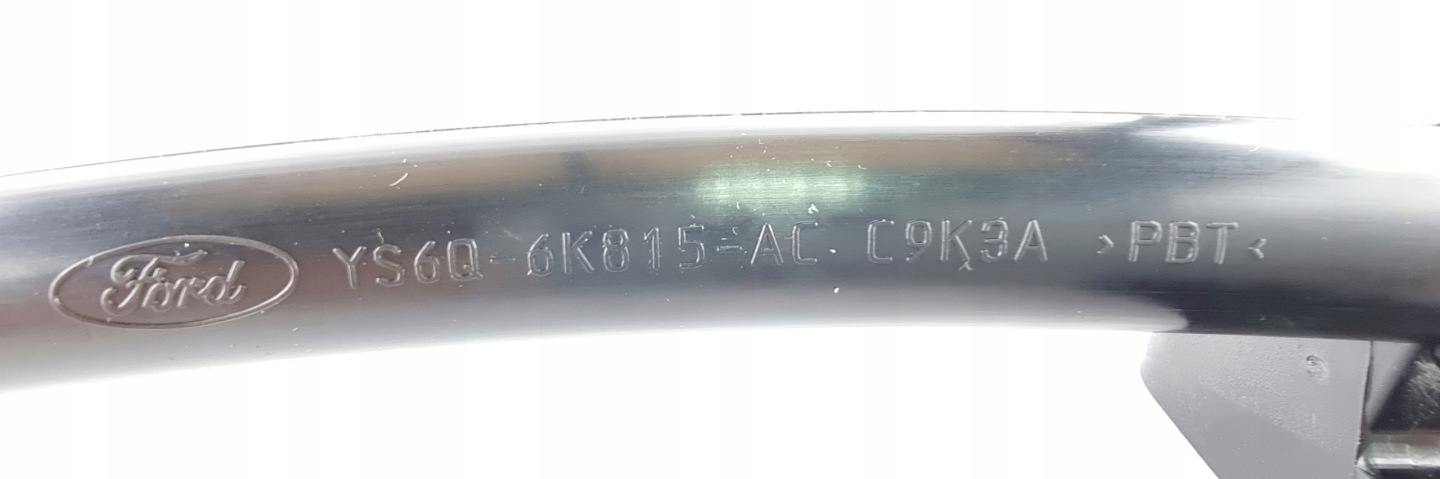 Ford YS6Q-6K815-AC C9K3A >PBT<